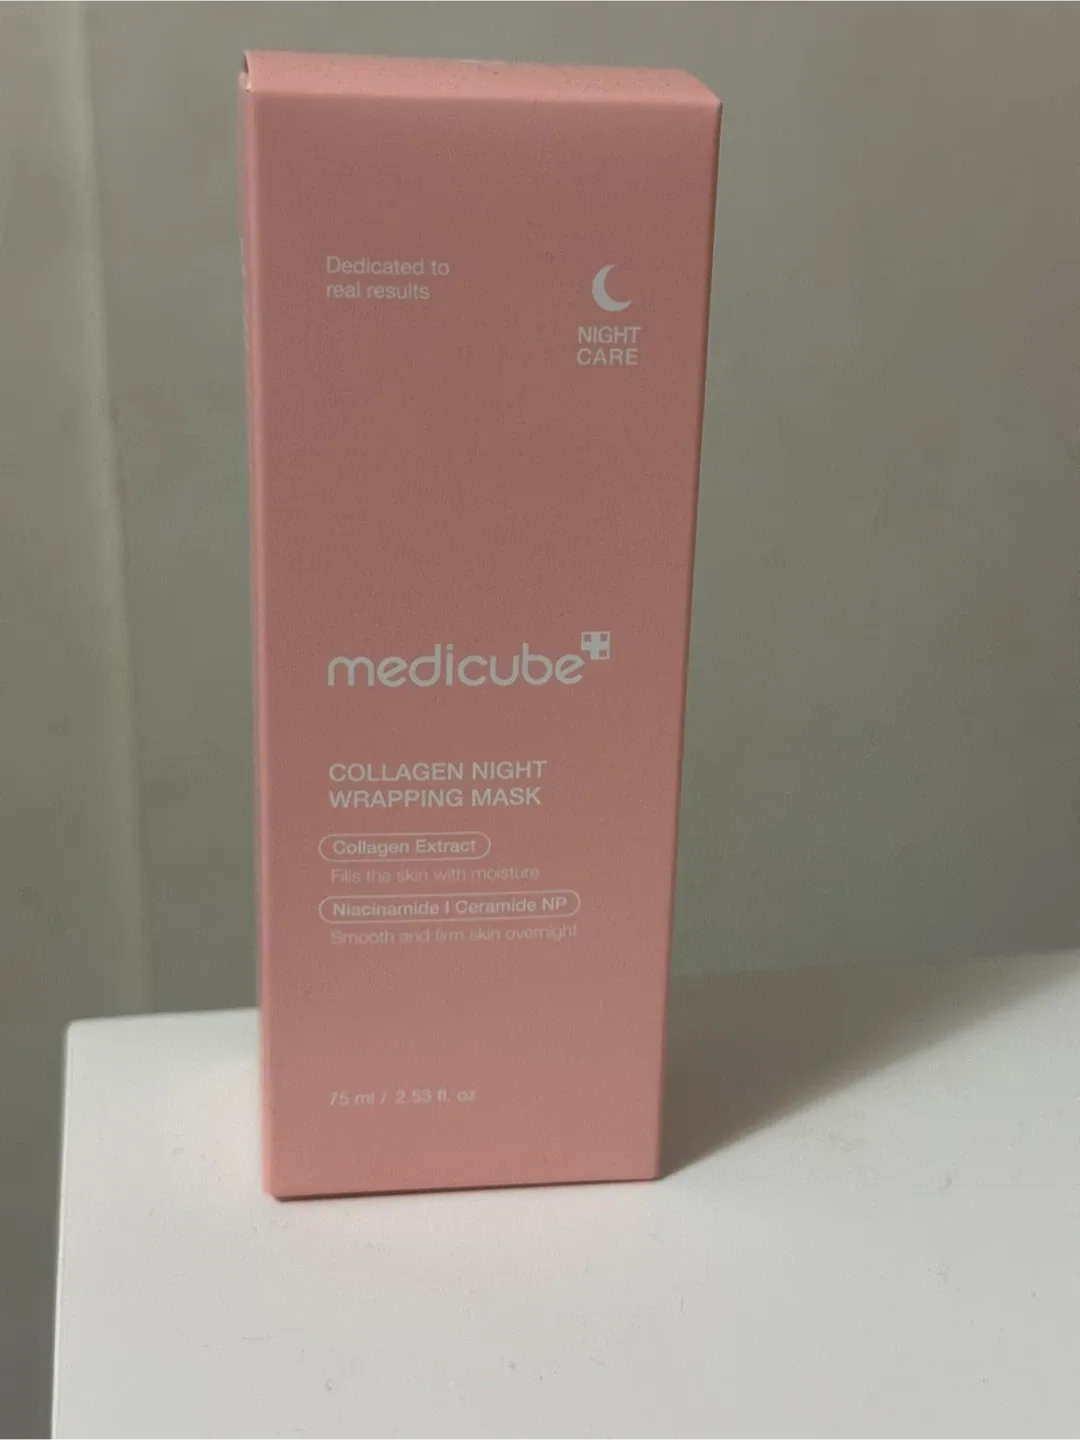 Dedicated to
real results
NIGHT
CARE
medicube
COLLAGEN NIGHT
WRAPPING MASK
Collagen Extract
Fills the skin with moisture
Niacinamide | Ceramide NP
Smooth and firm skin overnight
75 ml / 2.53 fl. oz